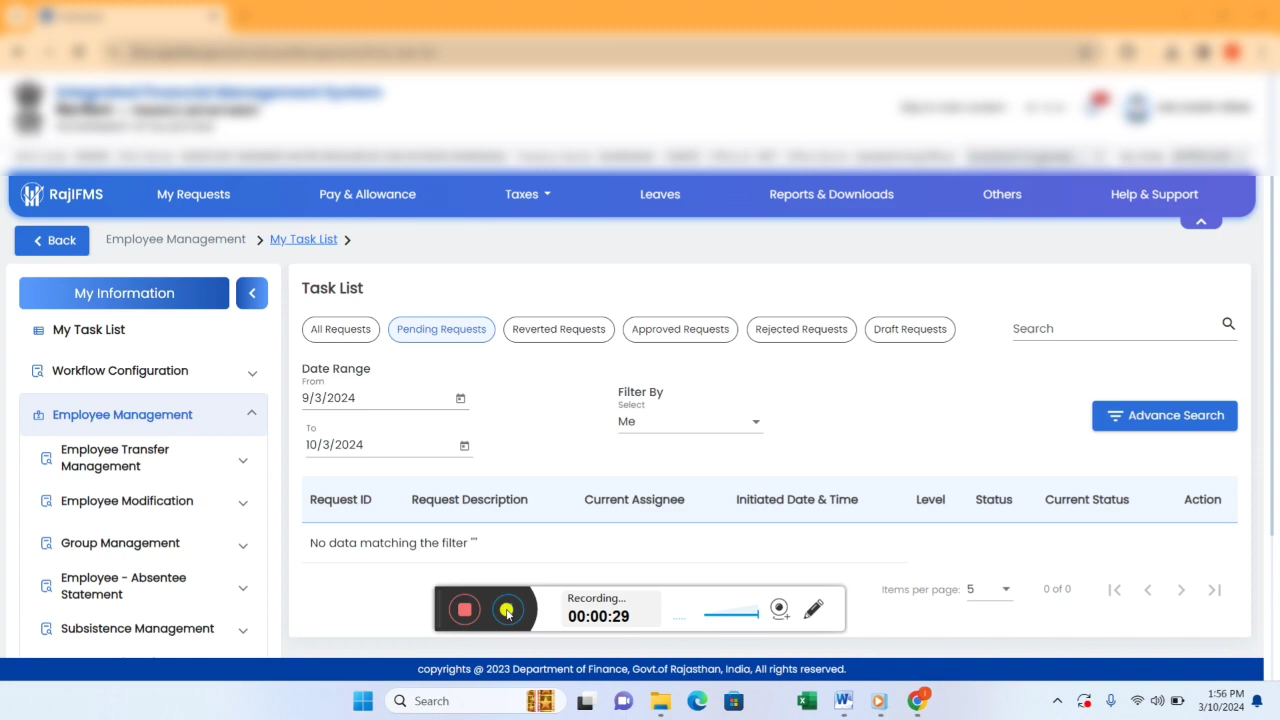 Integrated Financial Management System
RajIFMS
My Requests
Pay & Allowance
Taxes
Leaves
Reports & Downloads
Others
Help & Support
Back
Employee Management
My Task List
My Information
My Task List
Workflow Configuration
Employee Management
Employee Transfer
Management
Employee Modification
Group Management
Employee - Absentee
Statement
Subsistence Management
Task List
All Requests
Pending Requests
Reverted Requests
Approved Requests
Rejected Requests
Draft Requests
Search
Date Range
From
9/3/2024
To
10/3/2024
Filter By
Select
Me
Advance Search
Request ID
Request Description
Current Assignee
Initiated Date & Time
Level
Status
Current Status
Action
No data matching the filter ""
Items per page: 5
0 of 0
Recording...
00:00:29
copyrights @ 2023 Department of Finance, Govt.of Rajasthan, India, All rights reserved.
Search
1:56 PM
3/10/2024